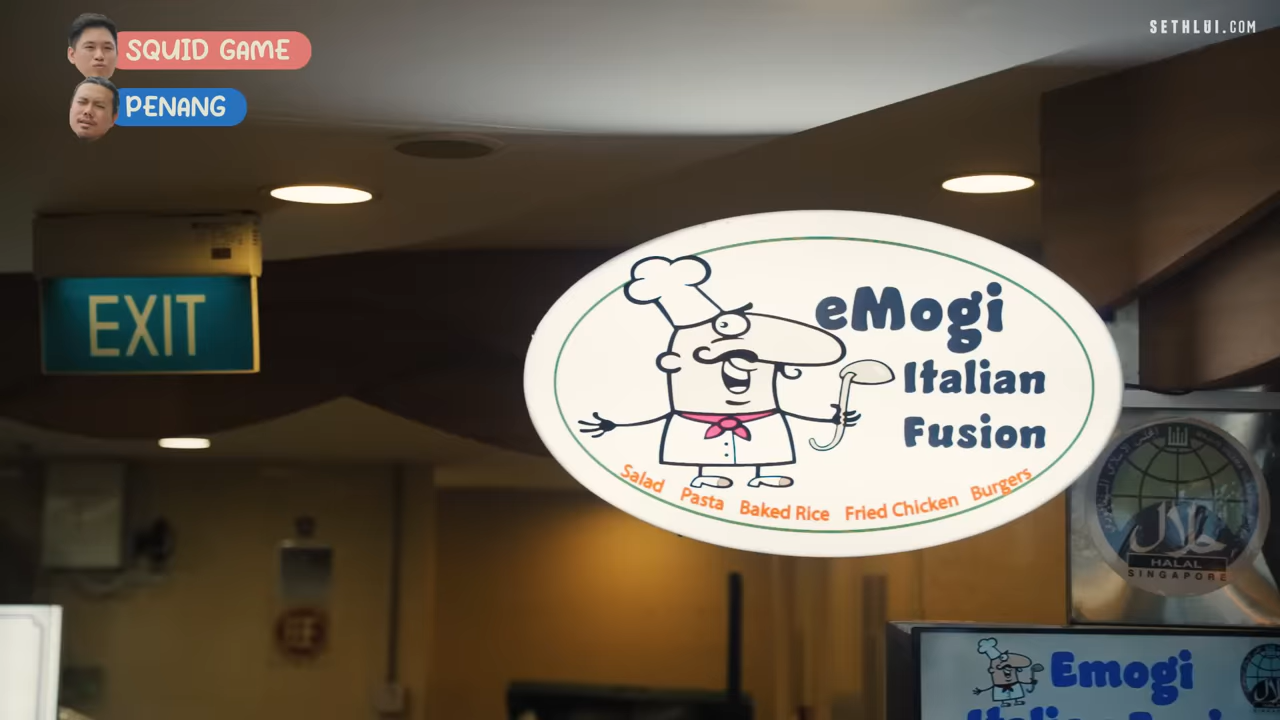 SQUID GAME
PENANG
SETHLUI.COM
EXIT
eMogi
Italian
Fusion
Salad Pasta Baked Rice Fried Chicken Burgers
حلال
HALAL
SINGAPORE
Emogi